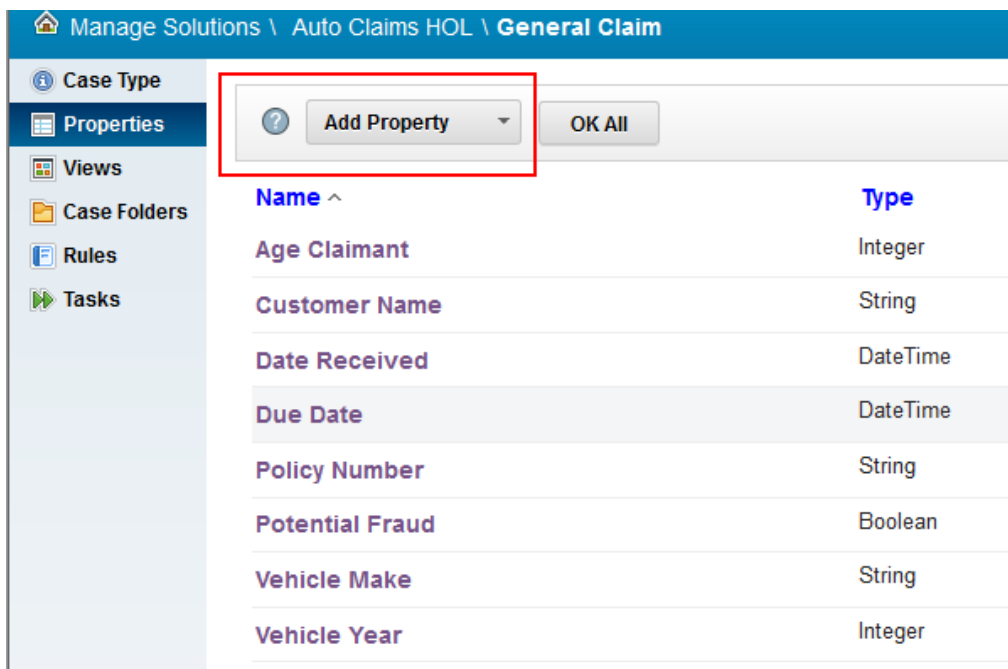 Manage Solutions \ Auto Claims HOL \ General Claim
Case Type
Properties
Views
Case Folders
Rules
Tasks
? Add Property OK All
Name Type
Age Claimant Integer
Customer Name String
Date Received DateTime
Due Date DateTime
Policy Number String
Potential Fraud Boolean
Vehicle Make String
Vehicle Year Integer